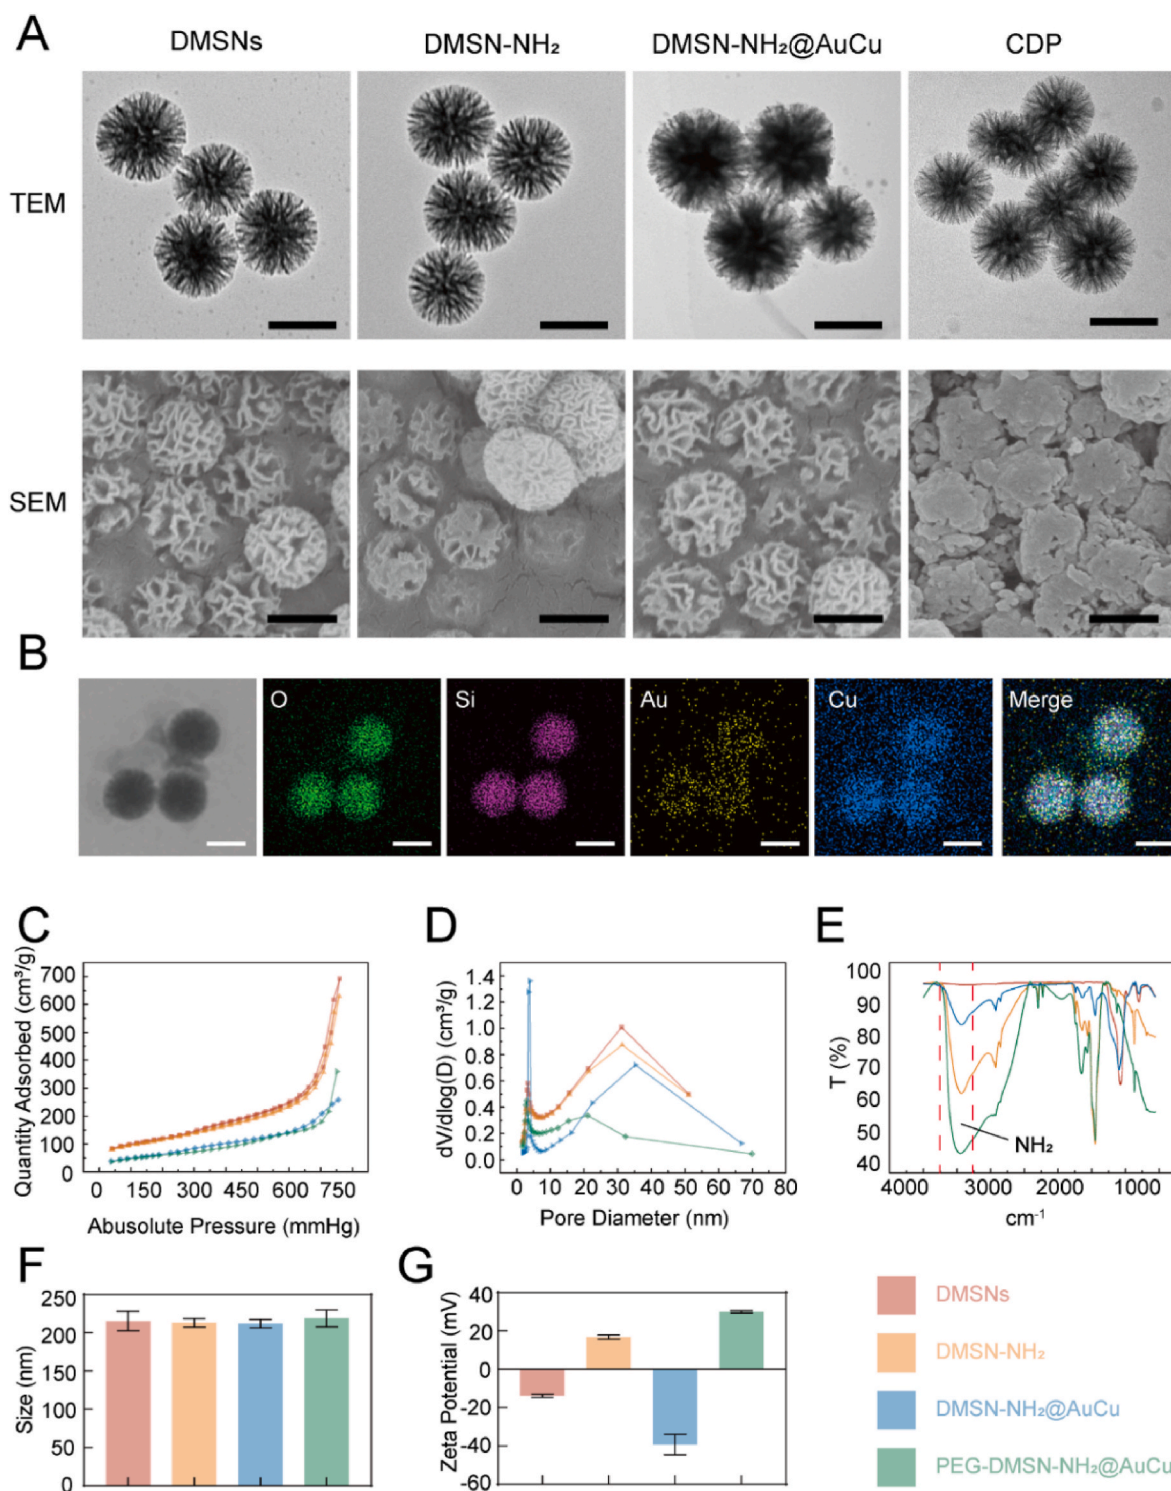 A
DMSNs DMSN-NH₂ DMSN-NH₂@AuCu CDP
TEM
SEM
B
O Si Au Cu Merge
C
Quantity Adsorbed (cm³/g)
700
600
500
400
300
200
100
0
0 150 300 450 600 750
Abusolute Pressure (mmHg)
D
dV/dlog(D) (cm³/g)
1.4
1.2
1.0
0.8
0.6
0.4
0.2
0.0
0 10 20 30 40 50 60 70 80
Pore Diameter (nm)
E
T (%)
100
90
80
70
60
50
40
NH₂
4000 3000 2000 1000
cm⁻¹
F
Size (nm)
250
200
150
100
50
0
G
Zeta Potential (mV)
40
20
0
-20
-40
-60
DMSNs
DMSN-NH₂
DMSN-NH₂@AuCu
PEG-DMSN-NH₂@AuCu